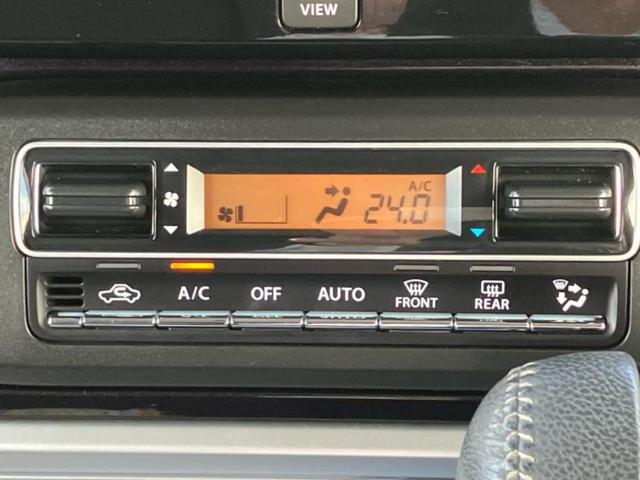 VIEW
A/C
24.0
A/C OFF AUTO FRONT REAR